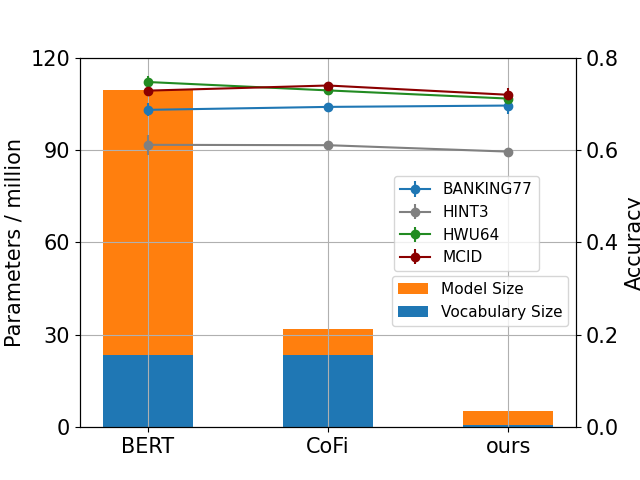 120
90
60
30
0
Parameters / million
0.8
0.6
0.4
0.2
0.0
Accuracy
BANKING77
HINT3
HWU64
MCID
Model Size
Vocabulary Size
BERT
CoFi
ours